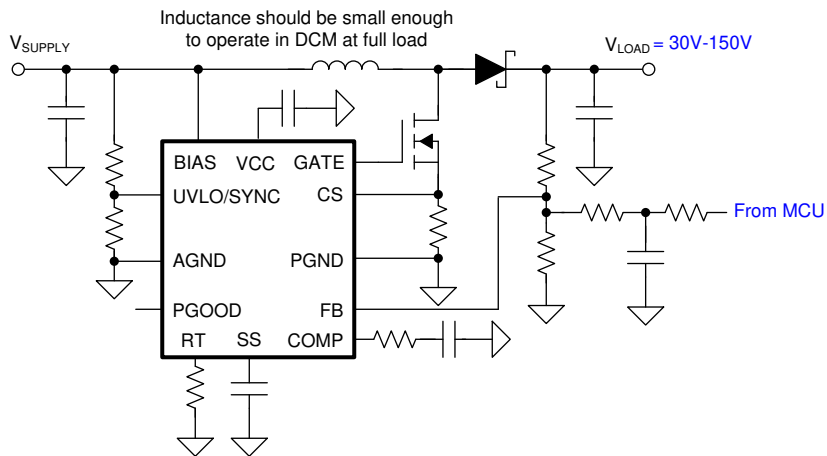 Inductance should be small enough
to operate in DCM at full load
VSUPPLY
VLOAD = 30V-150V
BIAS
VCC
GATE
UVLO/SYNC
CS
From MCU
AGND
PGND
PGOOD
FB
RT
SS
COMP